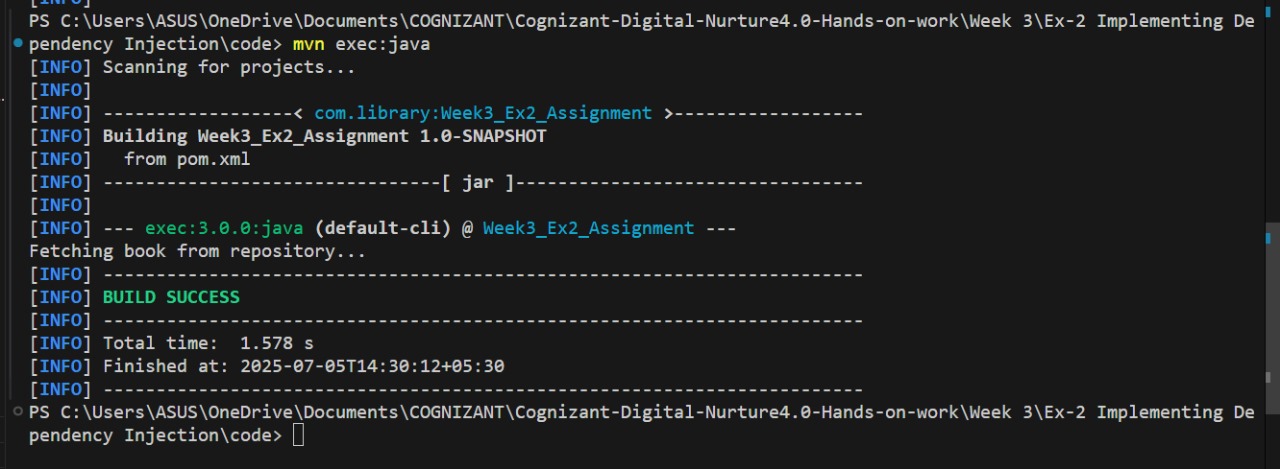 [INFO]
PS C:\Users\ASUS\OneDrive\Documents\COGNIZANT\Cognizant-Digital-Nurture4.0-Hands-on-work\Week 3\Ex-2 Implementing De
pendency Injection\code> mvn exec:java
[INFO] Scanning for projects...
[INFO]
[INFO] ------------------< com.library:Week3_Ex2_Assignment >------------------
[INFO] Building Week3_Ex2_Assignment 1.0-SNAPSHOT
[INFO]   from pom.xml
[INFO] --------------------------------[ jar ]---------------------------------
[INFO]
[INFO] --- exec:3.0.0:java (default-cli) @ Week3_Ex2_Assignment ---
Fetching book from repository...
[INFO] ------------------------------------------------------------------------
[INFO] BUILD SUCCESS
[INFO] ------------------------------------------------------------------------
[INFO] Total time:  1.578 s
[INFO] Finished at: 2025-07-05T14:30:12+05:30
[INFO] ------------------------------------------------------------------------
PS C:\Users\ASUS\OneDrive\Documents\COGNIZANT\Cognizant-Digital-Nurture4.0-Hands-on-work\Week 3\Ex-2 Implementing De
pendency Injection\code>